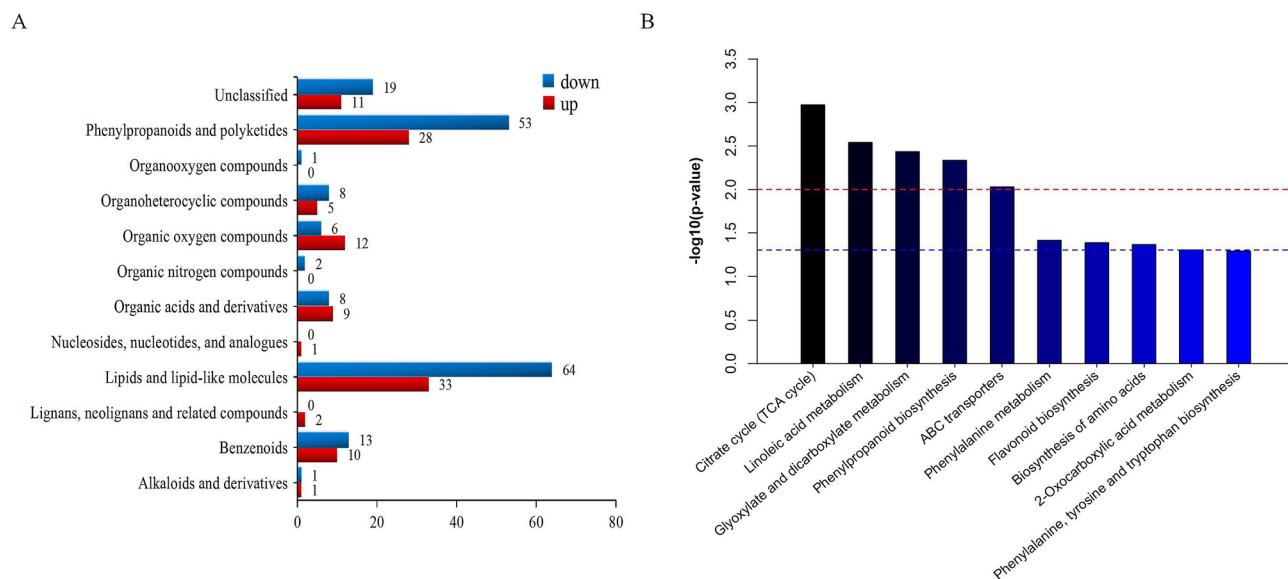 A
down
up
Unclassified
19
11
Phenylpropanoids and polyketides
53
28
Organooxygen compounds
1
0
Organoheterocyclic compounds
8
5
Organic oxygen compounds
6
12
Organic nitrogen compounds
2
0
Organic acids and derivatives
8
9
Nucleosides, nucleotides, and analogues
0
1
Lipids and lipid-like molecules
64
33
Lignans, neolignans and related compounds
0
2
Benzenoids
13
10
Alkaloids and derivatives
1
1
0 20 40 60 80
B
-log10(p-value)
3.5
3.0
2.5
2.0
1.5
1.0
0.5
0.0
Citrate cycle (TCA cycle)
Linoleic acid metabolism
Glyoxylate and dicarboxylate metabolism
Phenylpropanoid biosynthesis
ABC transporters
Phenylalanine metabolism
Flavonoid biosynthesis
Biosynthesis of amino acids
2-Oxocarboxylic acid metabolism
Phenylalanine, tyrosine and tryptophan biosynthesis